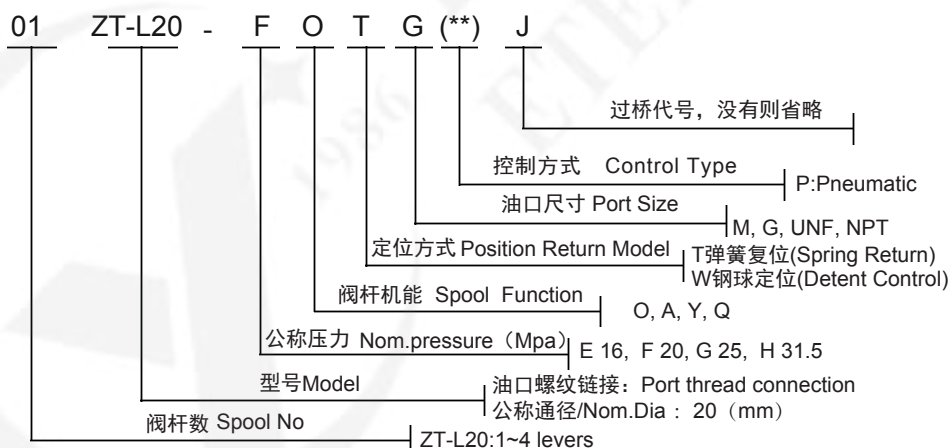 01 ZT-L20 - F O T G (**) J
过桥代号，没有则省略
控制方式 Control Type
P:Pneumatic
油口尺寸 Port Size
M, G, UNF, NPT
定位方式 Position Return Model
T弹簧复位(Spring Return)
W钢球定位(Detent Control)
阀杆机能 Spool Function
O, A, Y, Q
公称压力 Nom.pressure（Mpa）
E 16, F 20, G 25, H 31.5
型号Model
油口螺纹链接：Port thread connection
公称通径/Nom.Dia : 20（mm）
阀杆数 Spool No
ZT-L20:1~4 levers
1986